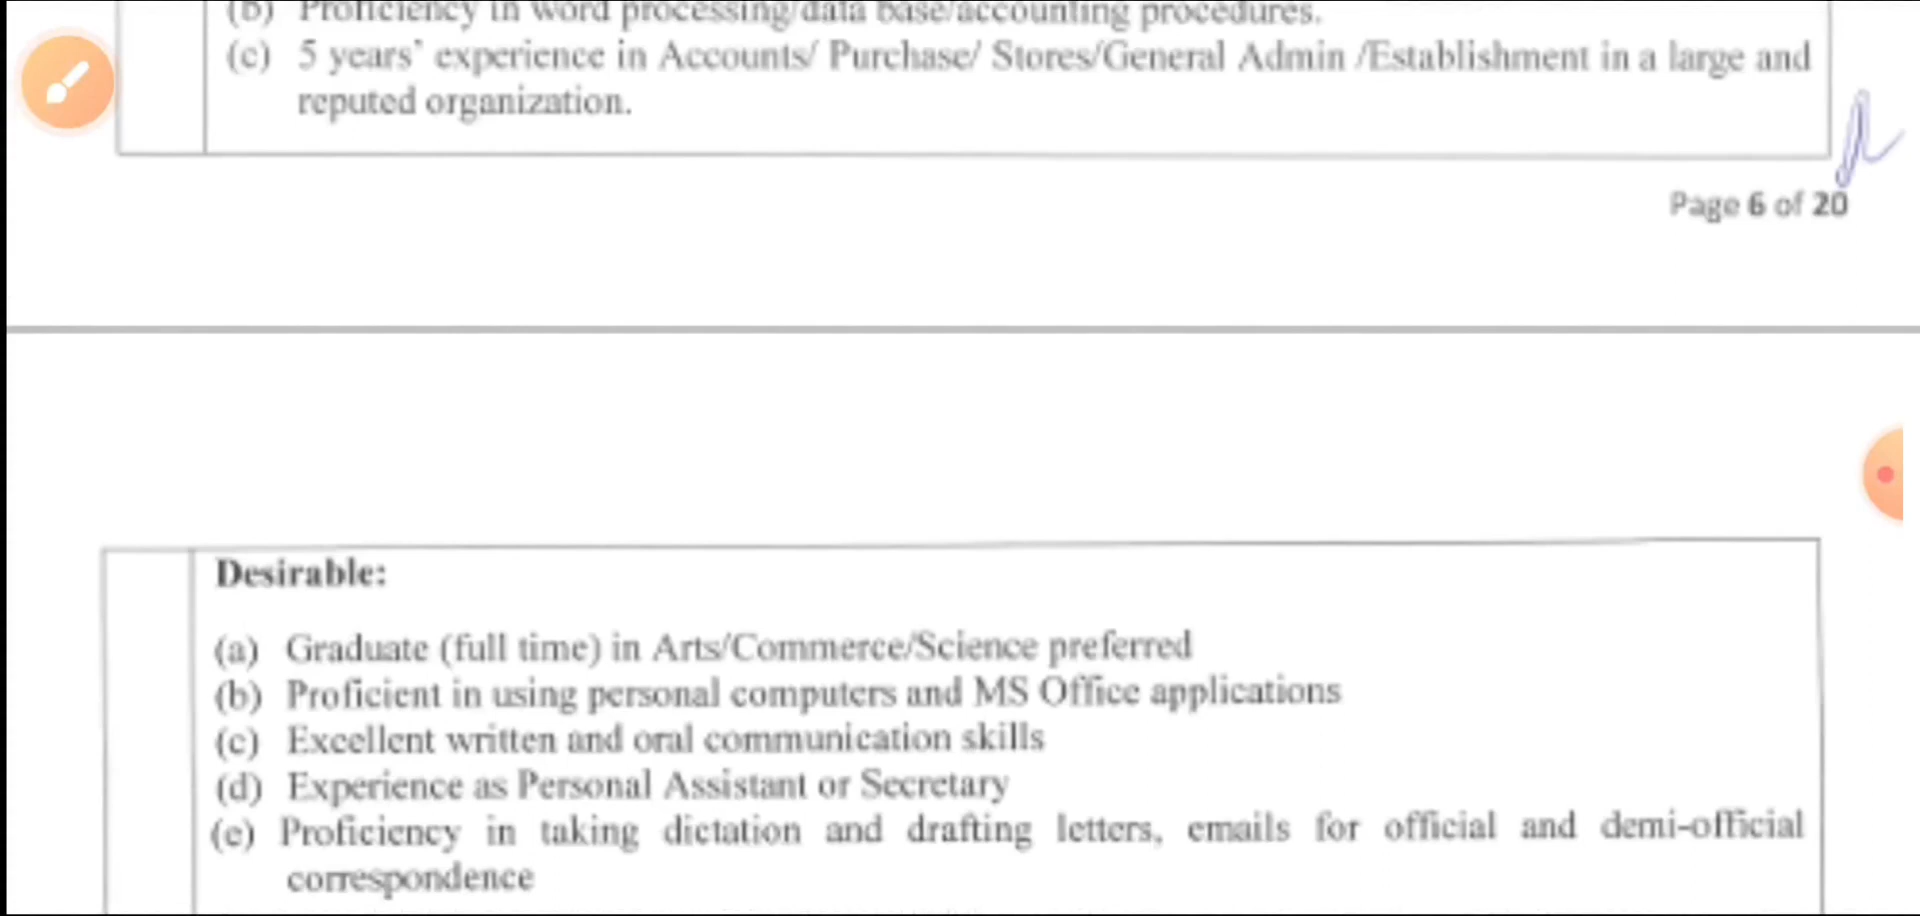 (b) Proficiency in word processing/data base/accounting procedures.
(c) 5 years' experience in Accounts/ Purchase/ Stores/General Admin /Establishment in a large and
reputed organization.
Page 6 of 20
Desirable:
(a) Graduate (full time) in Arts/Commerce/Science preferred
(b) Proficient in using personal computers and MS Office applications
(c) Excellent written and oral communication skills
(d) Experience as Personal Assistant or Secretary
(e) Proficiency in taking dictation and drafting letters, emails for official and demi-official
correspondence